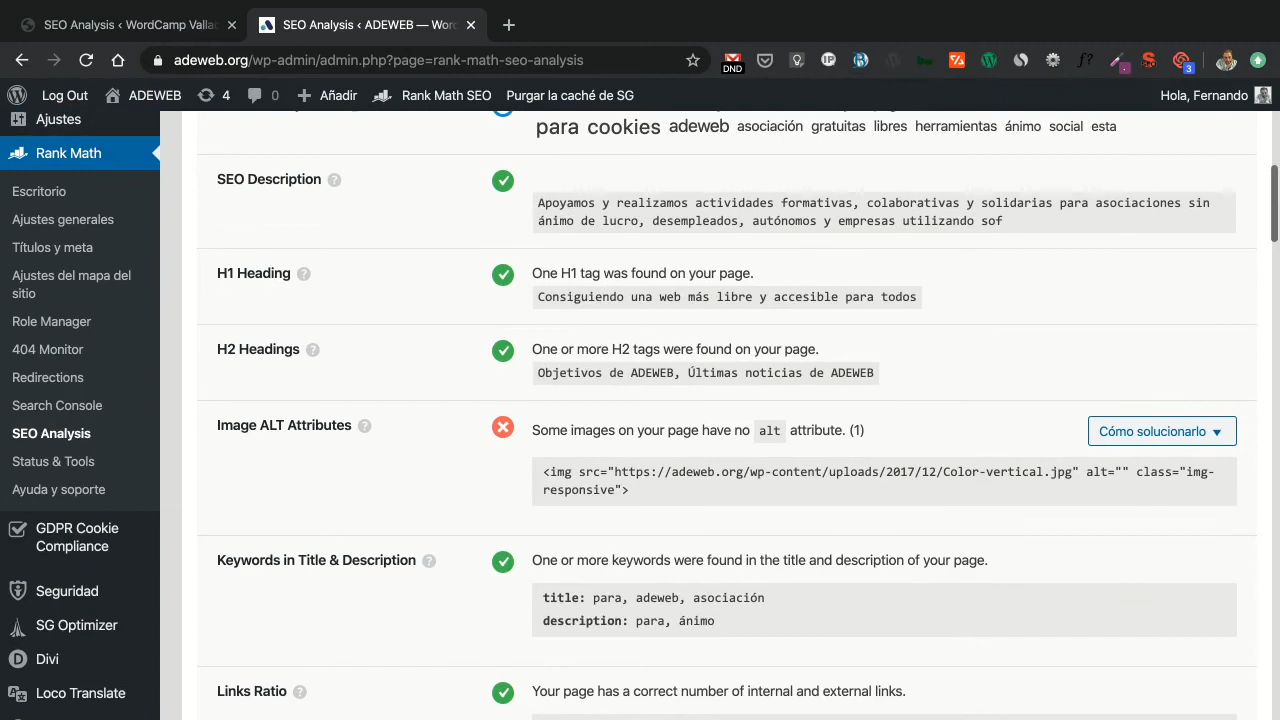 SEO Analysis < WordCamp Valla
SEO Analysis < ADEWEB — Wor
adeweb.org/wp-admin/admin.php?page=rank-math-seo-analysis
DND
3
Log Out
ADEWEB
4
0
Añadir
Rank Math SEO
Purgar la caché de SG
Hola, Fernando
Ajustes
Rank Math
Escritorio
Ajustes generales
Títulos y meta
Ajustes del mapa del
sitio
Role Manager
404 Monitor
Redirections
Search Console
SEO Analysis
Status & Tools
Ayuda y soporte
GDPR Cookie
Compliance
Seguridad
SG Optimizer
Divi
Loco Translate
para cookies adeweb asociación gratuitas libres herramientas ánimo social esta
SEO Description
Apoyamos y realizamos actividades formativas, colaborativas y solidarias para asociaciones sin
ánimo de lucro, desempleados, autónomos y empresas utilizando sof
H1 Heading
One H1 tag was found on your page.
Consiguiendo una web más libre y accesible para todos
H2 Headings
One or more H2 tags were found on your page.
Objetivos de ADEWEB, Últimas noticias de ADEWEB
Image ALT Attributes
Some images on your page have no alt attribute. (1)
Cómo solucionarlo
<img src="https://adeweb.org/wp-content/uploads/2017/12/Color-vertical.jpg" alt="" class="img-
responsive">
Keywords in Title & Description
One or more keywords were found in the title and description of your page.
title: para, adeweb, asociación
description: para, ánimo
Links Ratio
Your page has a correct number of internal and external links.